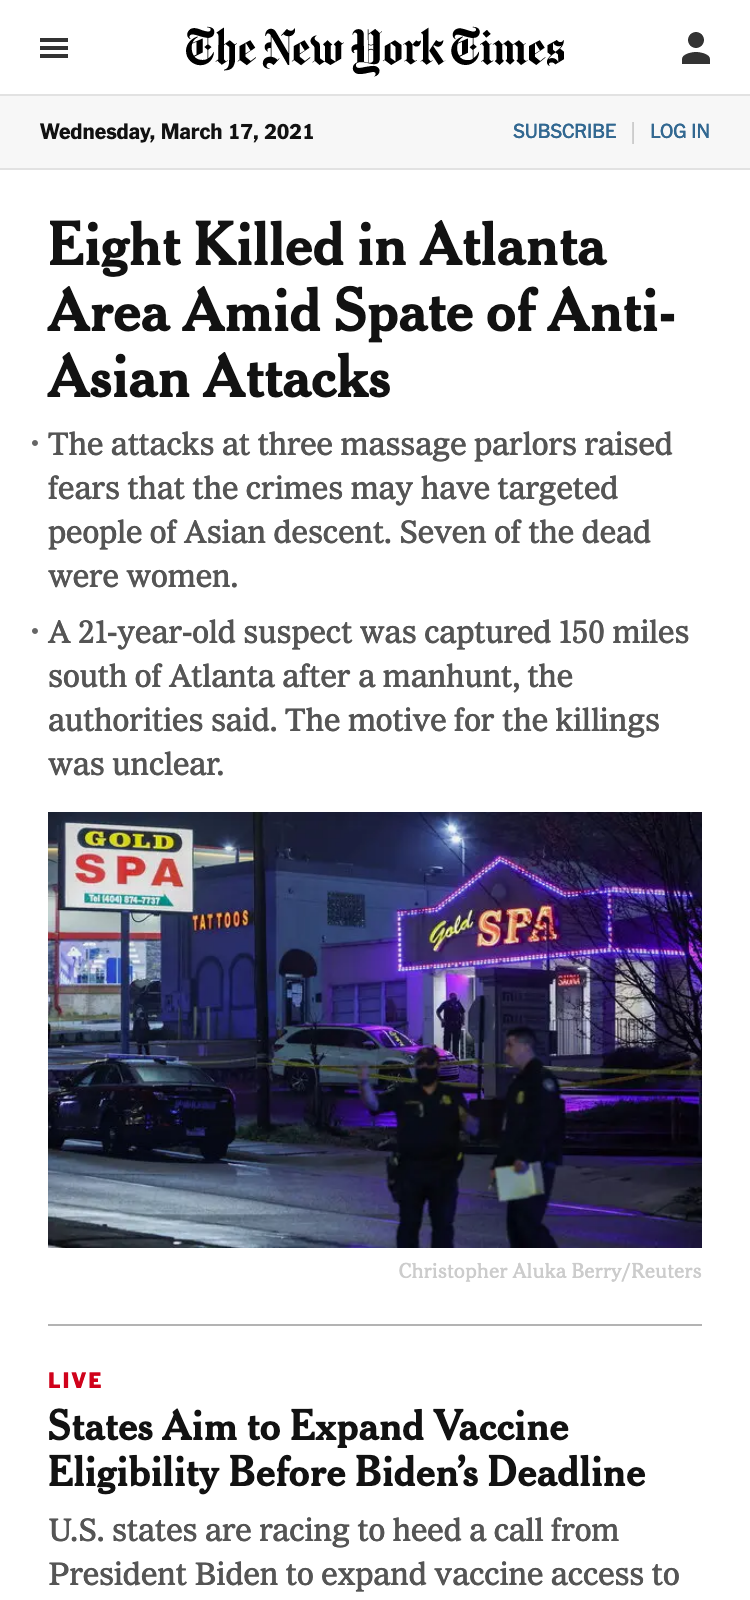 The New York Times
Wednesday, March 17, 2021
SUBSCRIBE | LOG IN
Eight Killed in Atlanta
Area Amid Spate of Anti-
Asian Attacks
• The attacks at three massage parlors raised
fears that the crimes may have targeted
people of Asian descent. Seven of the dead
were women.
• A 21-year-old suspect was captured 150 miles
south of Atlanta after a manhunt, the
authorities said. The motive for the killings
was unclear.
GOLD
SPA
Tel (404) 874-7737
TATTOOS
Gold SPA
SAUNA
Christopher Aluka Berry/Reuters
LIVE
States Aim to Expand Vaccine
Eligibility Before Biden’s Deadline
U.S. states are racing to heed a call from
President Biden to expand vaccine access to